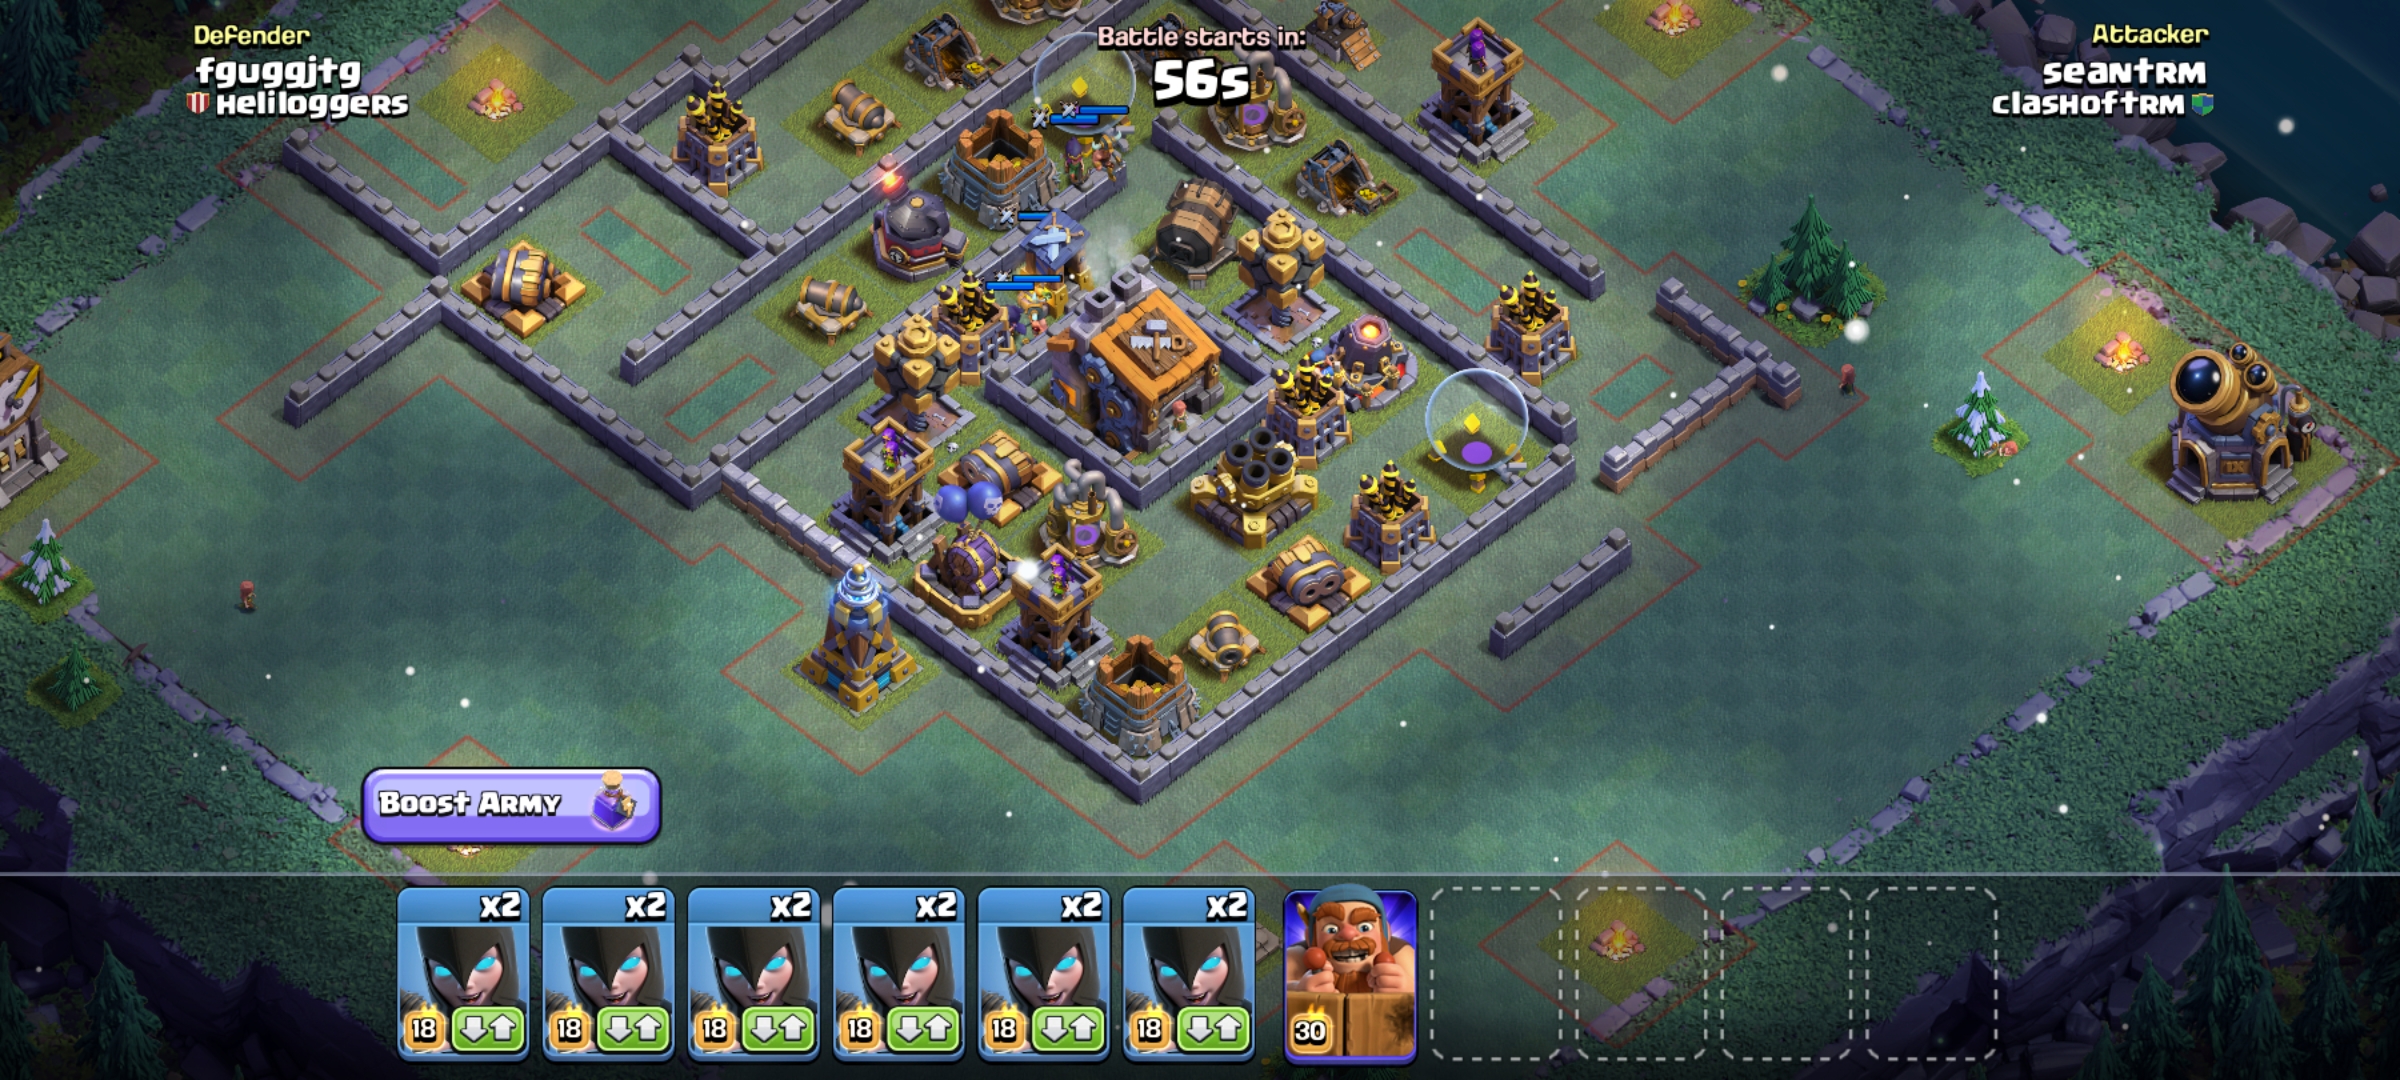 Defender
fguggjtg
Heliloggers
Battle starts in:
56s
Attacker
seantRM
clashoftRM
Boost Army
x2
x2
x2
x2
x2
x2
18
18
18
18
18
18
30